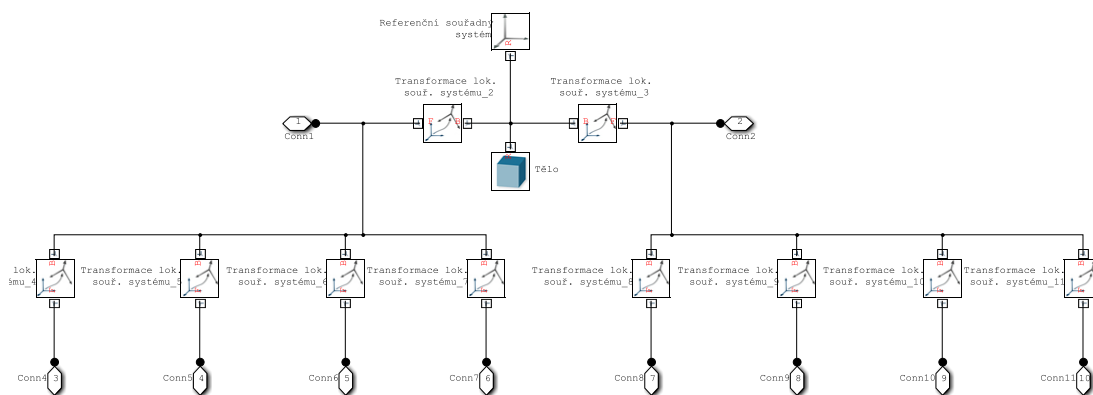 Referenční souřadný
systém
R
Transformace lok.
souř. systému_2
Transformace lok.
souř. systému_3
F
B
B
F
1
Conn1
2
Conn2
R
Tělo
B
B
B
B
B
B
B
B
lok.
ému_4
Transformace lok.
souř. systému_5
Transformace lok.
souř. systému_6
Transformace lok.
souř. systému_7
Transformace lok.
souř. systému_8
Transformace lok.
souř. systému_9
Transformace lok.
souř. systému_10
Transformace lok.
souř. systému_11
Conn4 3
Conn5 4
Conn6 5
Conn7 6
Conn8 7
Conn9 8
Conn10 9
Conn11 10